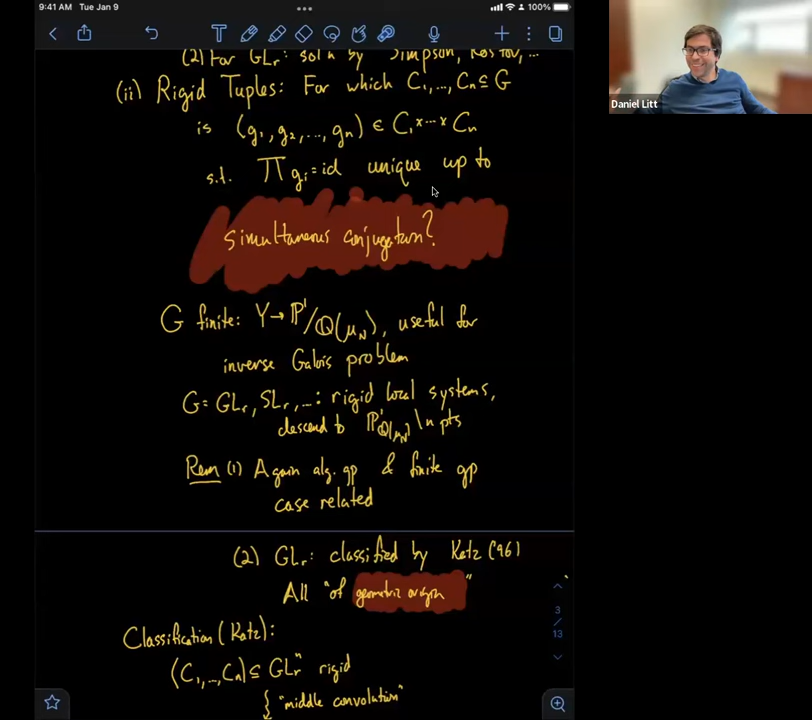 9:41 AM Tue Jan 9
100%
(2) For GLr: sol'n by Simpson, Kostov, ...
(ii) Rigid Tuples: For which C1, ..., Cn ⊆ G
is (g1, g2, ..., gn) ∈ C1 × ... × Cn
s.t. ∏ gi = id unique up to
simultaneous conjugation?
G finite: Y → P¹/Q(μN), useful for
inverse Galois problem
G = GLr, SLr, ...: rigid local systems,
descend to P¹Q(μN) \ n pts
Rem (1) Again alg. gp & finite gp
case related
(2) GLr: classified by Katz ('96)
All "of geometric origin"
Classification (Katz):
(C1, ..., Cn) ⊆ GLrⁿ rigid
"middle convolution"
3
/
13
Daniel Litt